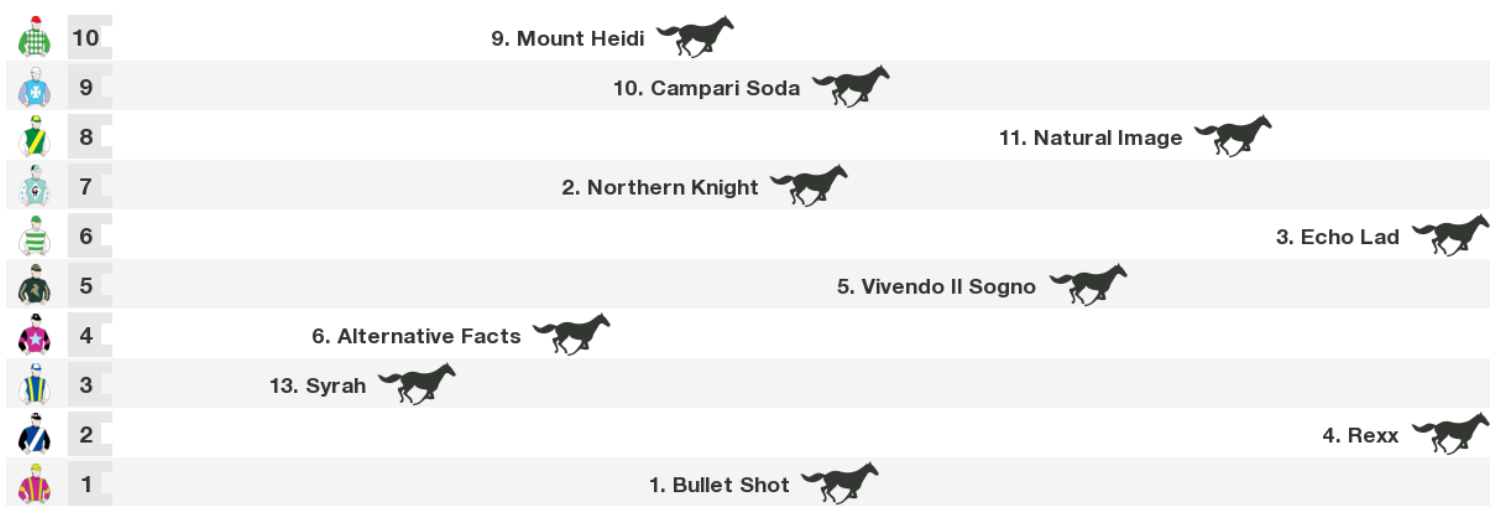 10 9. Mount Heidi
9 10. Campari Soda
8 11. Natural Image
7 2. Northern Knight
6 3. Echo Lad
5 5. Vivendo Il Sogno
4 6. Alternative Facts
3 13. Syrah
2 4. Rexx
1 1. Bullet Shot